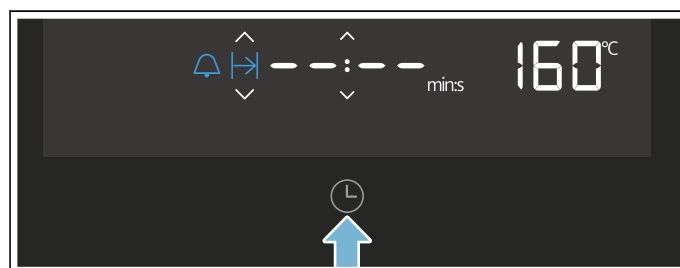 – – : – – min:s 160 °C